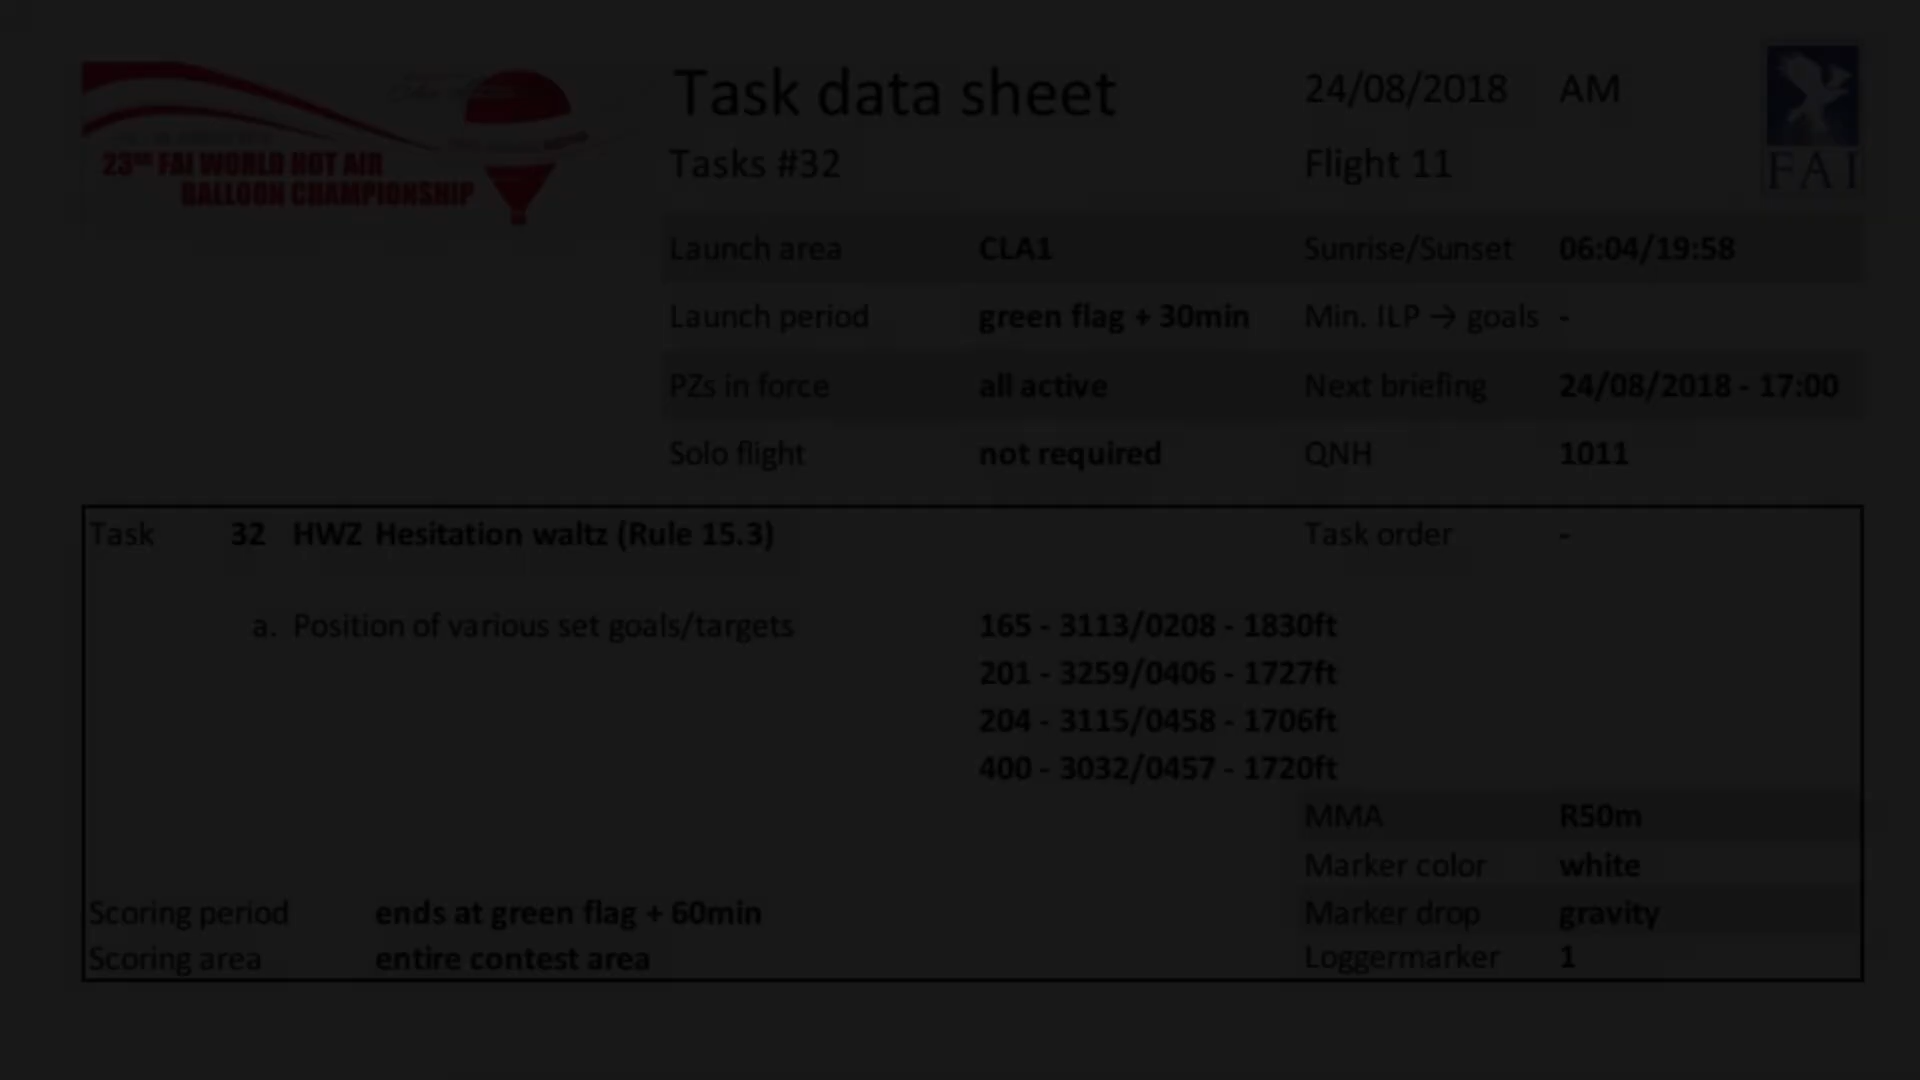 Task data sheet 24/08/2018 AM
Tasks #32 Flight 11
23RD FAI WORLD HOT AIR
BALLOON CHAMPIONSHIP
FAI
Launch area CLA1 Sunrise/Sunset 06:04/19:58
Launch period green flag + 30min Min. ILP → goals -
PZs in force all active Next briefing 24/08/2018 - 17:00
Solo flight not required QNH 1011
Task 32 HWZ Hesitation waltz (Rule 15.3) Task order -
a. Position of various set goals/targets 165 - 3113/0208 - 1830ft
201 - 3259/0406 - 1727ft
204 - 3115/0458 - 1706ft
400 - 3032/0457 - 1720ft
MMA R50m
Marker color white
Scoring period ends at green flag + 60min Marker drop gravity
Scoring area entire contest area Loggermarker 1